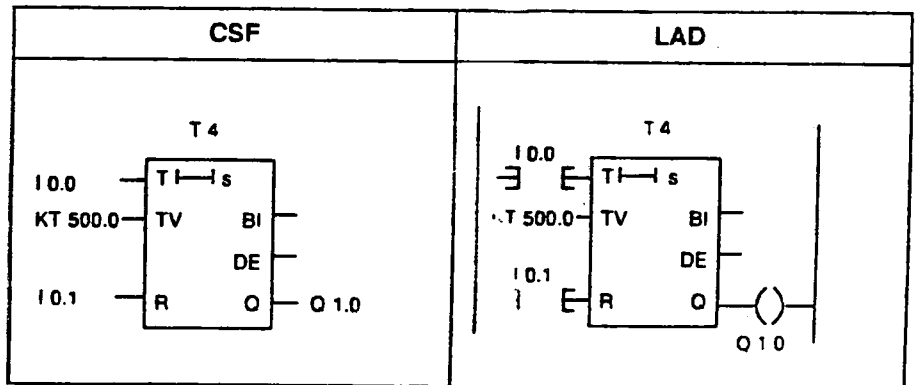 CSF
LAD
T 4
I 0.0
T s
KT 500.0
TV
BI
DE
I 0.1
R
Q
Q 1.0
T 4
I 0.0
T s
T 500.0
TV
BI
DE
I 0.1
R
Q
Q 1 0